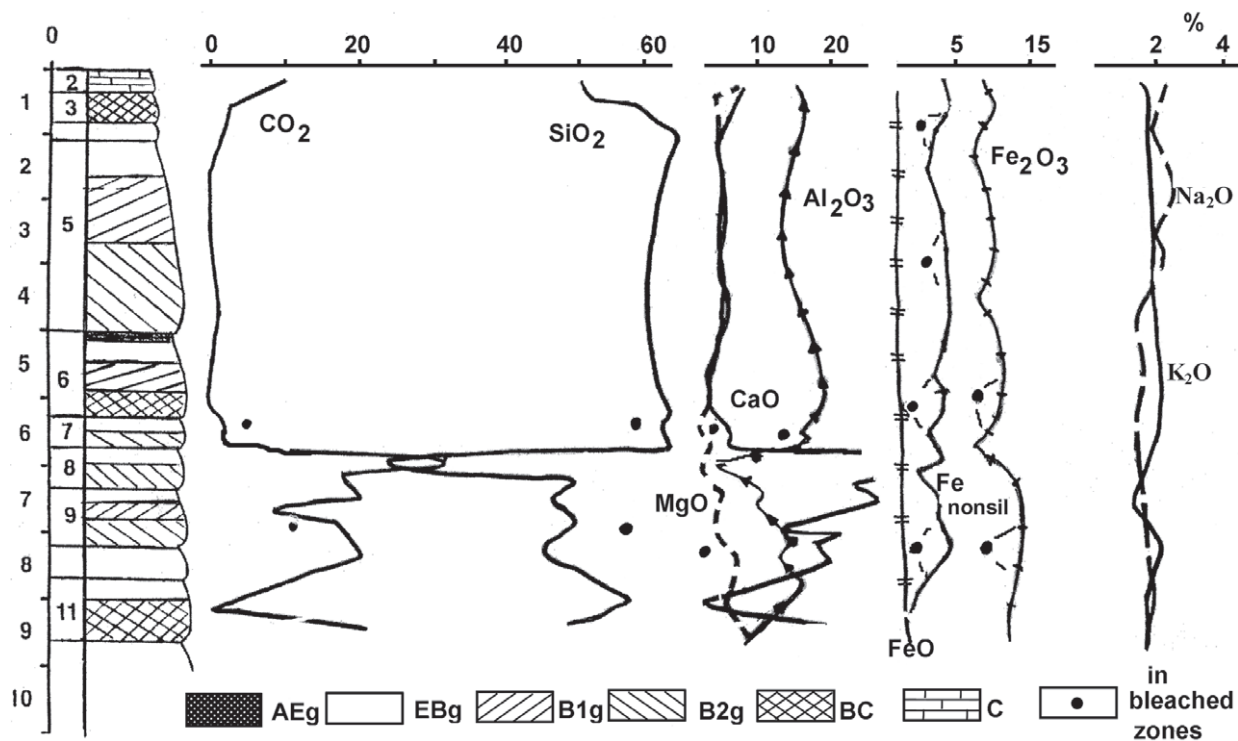 %
0 0 20 40 60 10 20 5 15 2 4
2
1 3
CO₂ SiO₂
Fe₂O₃
2
Al₂O₃ Na₂O
5
3
4
5
K₂O
6
CaO
6 7
8
Fe
nonsil
7
MgO
9
8
11
9
FeO
10
AEg EBg B1g B2g BC C in
bleached
zones